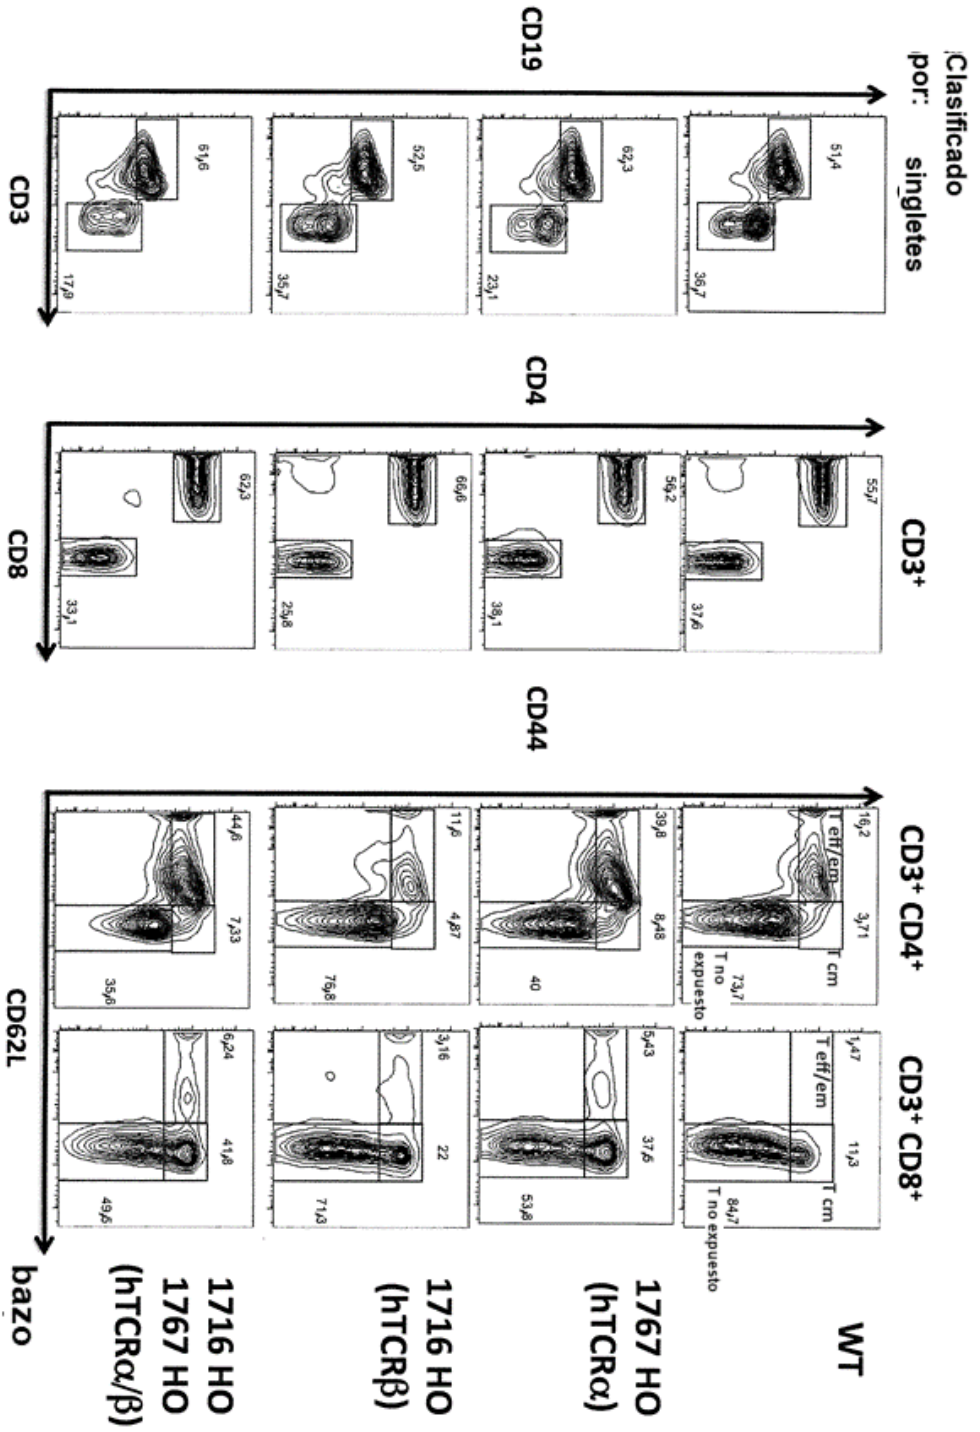 Clasificado
por:
singletes
CD3+
CD3+ CD4+
CD3+ CD8+
51,4
36,7
55,7
37,6
16,2
3,71
T eff/em
T cm
73,7
T no
expuesto
1,47
11,3
T eff/em
T cm
84,7
T no expuesto
WT
62,3
23,1
56,2
38,1
39,8
8,48
40
5,43
37,5
53,8
1767 HO
(hTCRα)
CD19
CD4
CD44
52,5
35,7
66,6
25,8
11,6
4,87
76,8
3,16
22
71,3
1716 HO
(hTCRβ)
61,6
17,9
62,3
33,1
44,6
7,33
35,6
6,24
41,8
49,5
1716 HO
1767 HO
(hTCRα/β)
CD3
CD8
CD62L
bazo